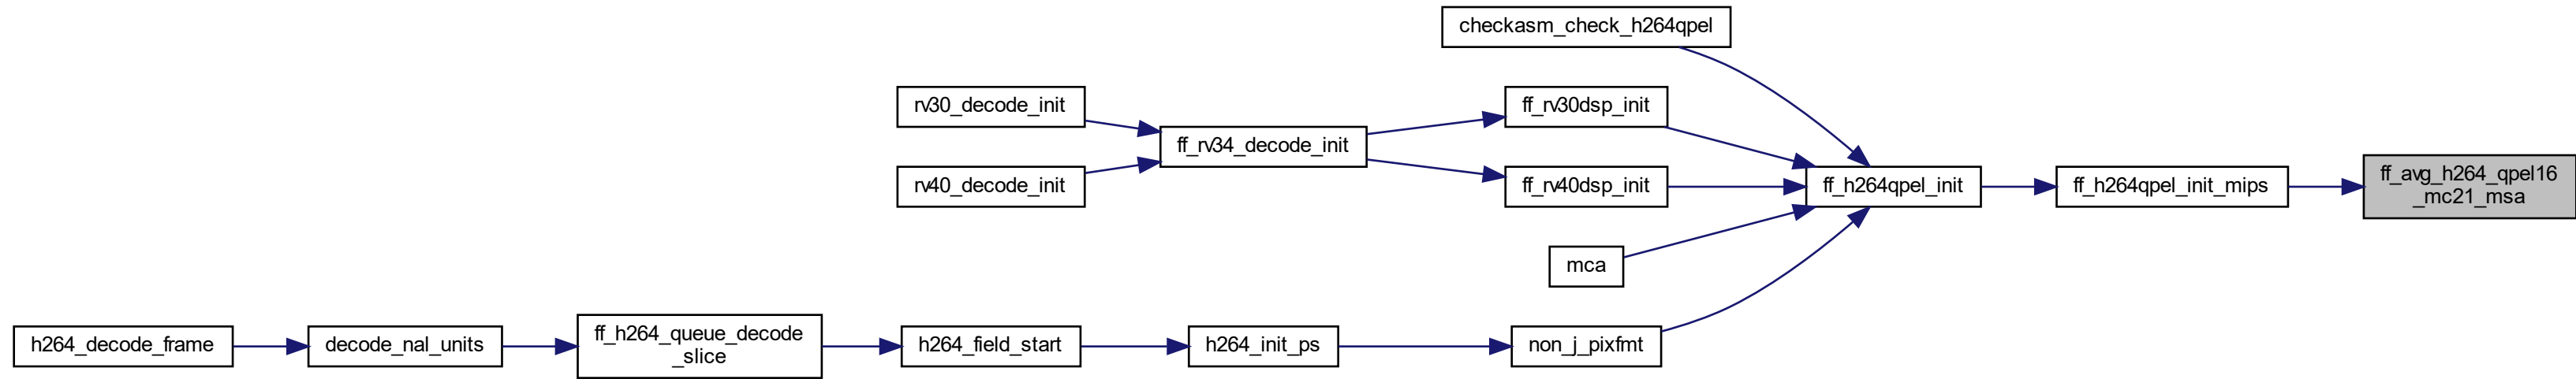 checkasm_check_h264qpel
rv30_decode_init
ff_rv30dsp_init
ff_rv34_decode_init
rv40_decode_init
ff_rv40dsp_init
ff_h264qpel_init
ff_h264qpel_init_mips
ff_avg_h264_qpel16
_mc21_msa
mca
h264_decode_frame
decode_nal_units
ff_h264_queue_decode
_slice
h264_field_start
h264_init_ps
non_j_pixfmt